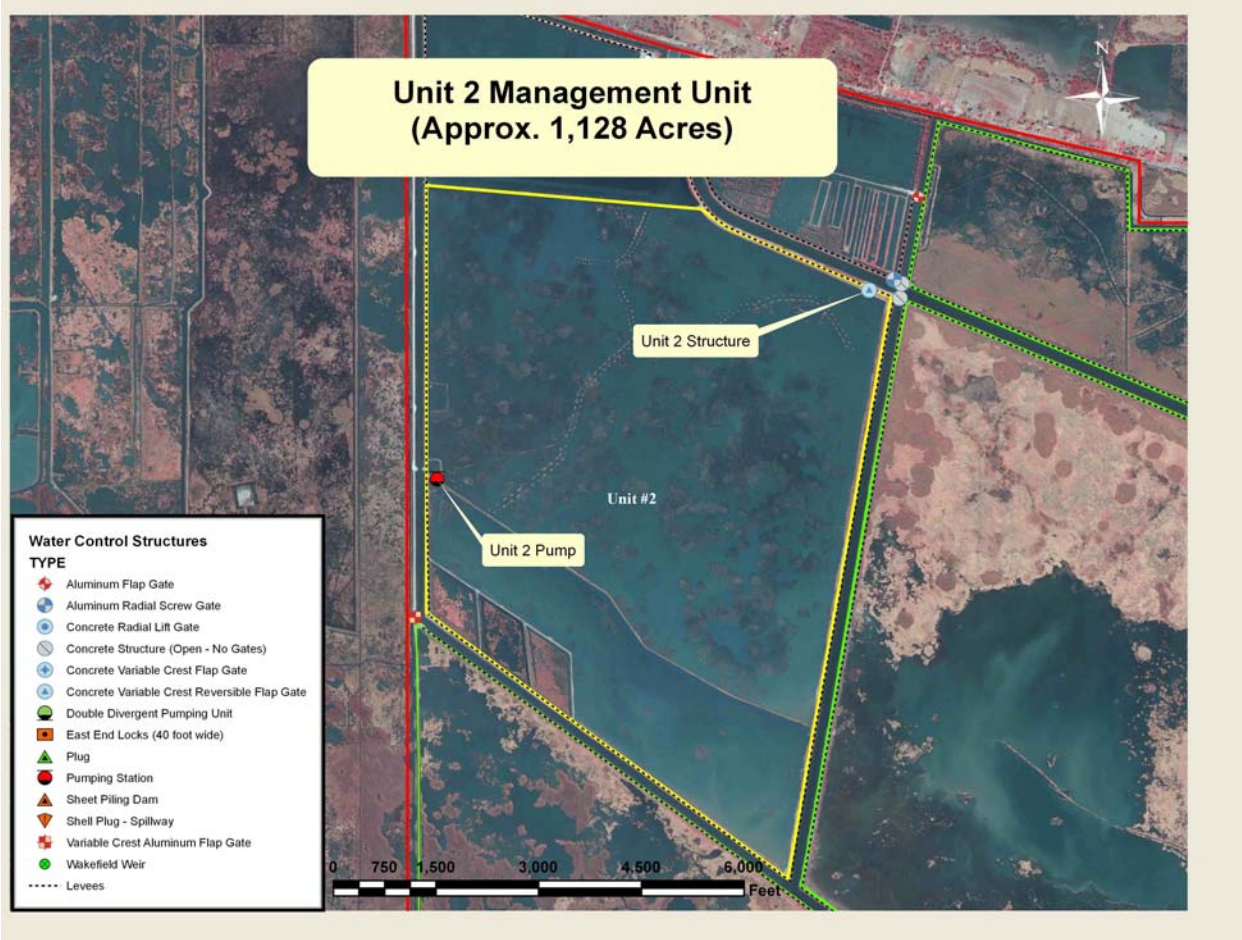 Unit 2 Management Unit
(Approx. 1,128 Acres)
N
Unit 2 Structure
Unit #2
Unit 2 Pump
Water Control Structures
TYPE
Aluminum Flap Gate
Aluminum Radial Screw Gate
Concrete Radial Lift Gate
Concrete Structure (Open - No Gates)
Concrete Variable Crest Flap Gate
Concrete Variable Crest Reversible Flap Gate
Double Divergent Pumping Unit
East End Locks (40 foot wide)
Plug
Pumping Station
Sheet Piling Dam
Shell Plug - Spillway
Variable Crest Aluminum Flap Gate
Wakefield Weir
Levees
0 750 1,500 3,000 4,500 6,000
Feet